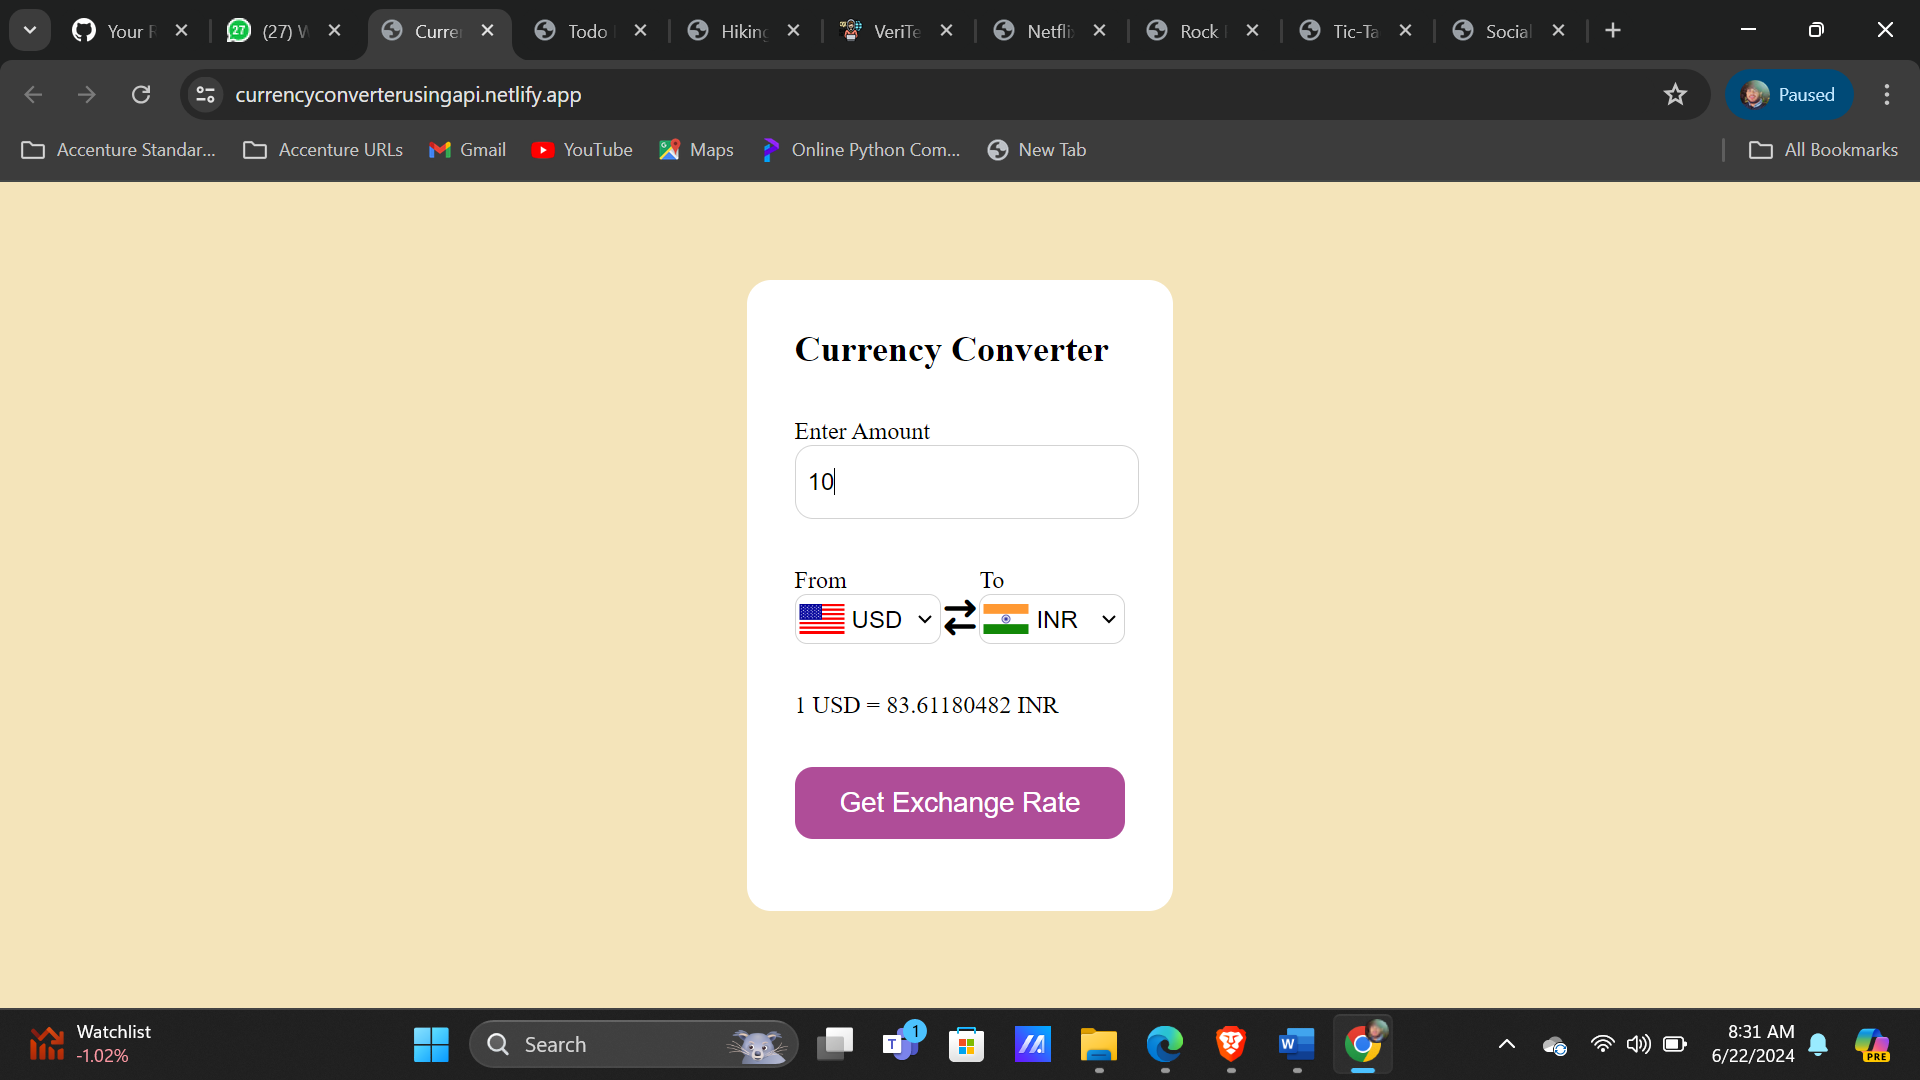 Your R
27
(27) W
Curre
Todo
Hiking
VeriTe
Netfli
Rock
Tic-Ta
Social
currencyconverterusingapi.netlify.app
Paused
Accenture Standar...
Accenture URLs
Gmail
YouTube
Maps
Online Python Com...
New Tab
All Bookmarks
Currency Converter
Enter Amount
10
From
To
USD
INR
1 USD = 83.61180482 INR
Get Exchange Rate
Watchlist
-1.02%
Search
1
T
W
8:31 AM
6/22/2024
PRE